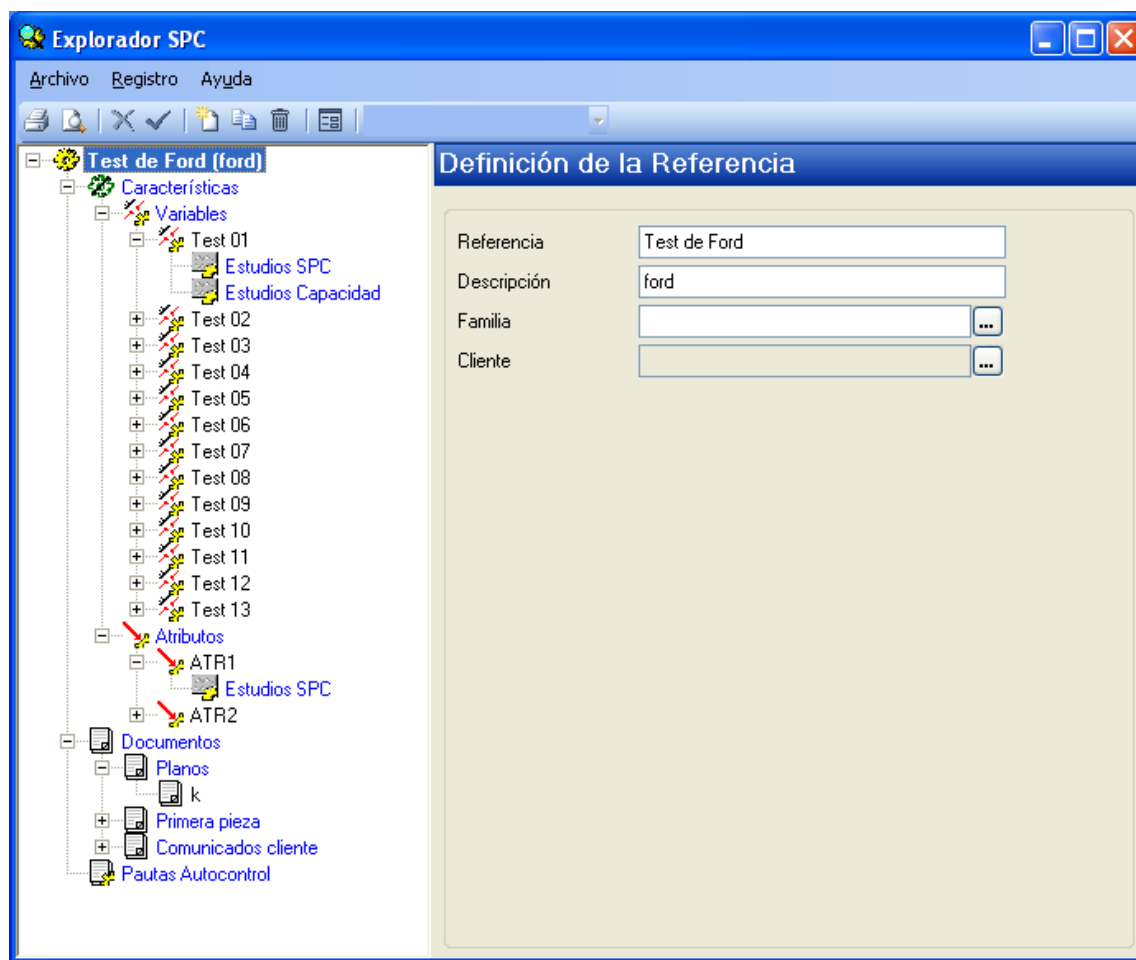 Explorador SPC
Archivo Registro Ayuda
Test de Ford (ford)
Características
Variables
Test 01
Estudios SPC
Estudios Capacidad
Test 02
Test 03
Test 04
Test 05
Test 06
Test 07
Test 08
Test 09
Test 10
Test 11
Test 12
Test 13
Atributos
ATR1
Estudios SPC
ATR2
Documentos
Planos
k
Primera pieza
Comunicados cliente
Pautas Autocontrol
Definición de la Referencia
Referencia Test de Ford
Descripción ford
Familia ...
Cliente ...